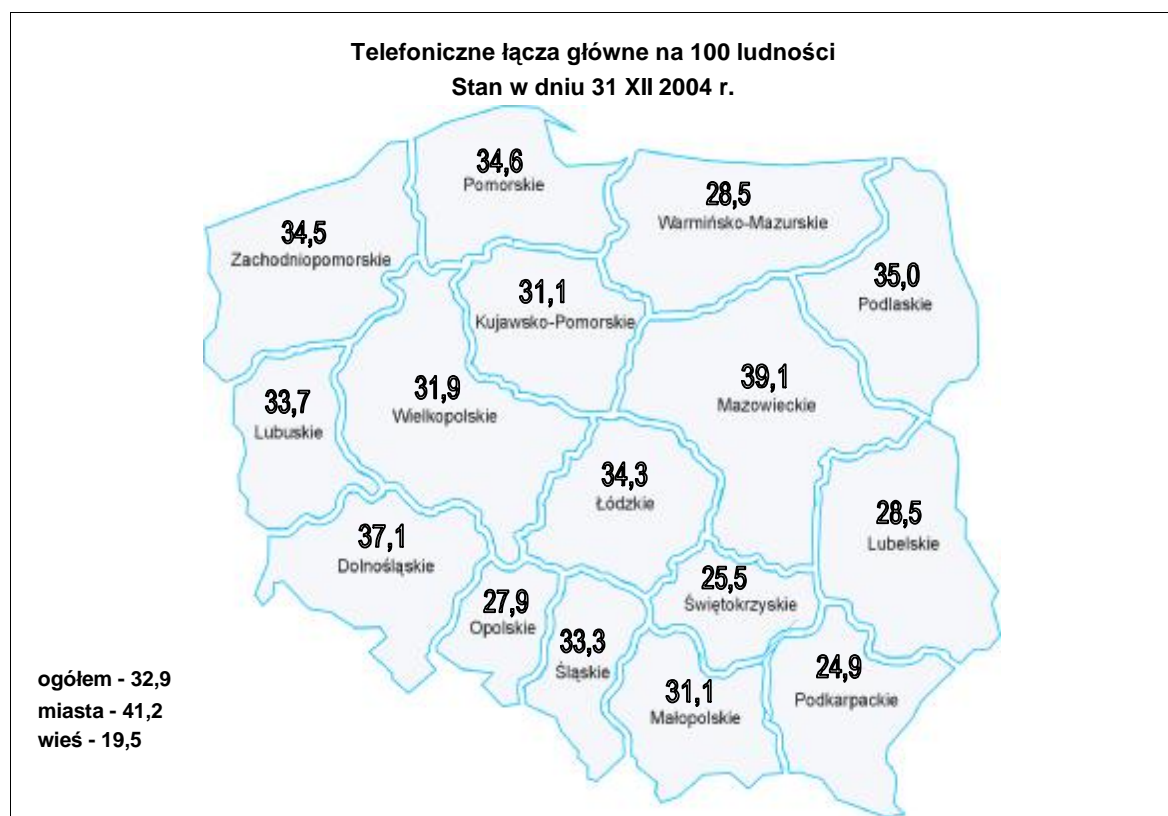 Telefoniczne łącza główne na 100 ludności
Stan w dniu 31 XII 2004 r.
34,6
Pomorskie
28,5
Warmińsko-Mazurskie
34,5
Zachodniopomorskie
35,0
Podlaskie
31,1
Kujawsko-Pomorskie
39,1
Mazowieckie
33,7
Lubuskie
31,9
Wielkopolskie
34,3
Łódzkie
28,5
Lubelskie
37,1
Dolnośląskie
25,5
Świętokrzyskie
27,9
Opolskie
33,3
Śląskie
24,9
Podkarpackie
31,1
Małopolskie
ogółem - 32,9
miasta - 41,2
wieś - 19,5